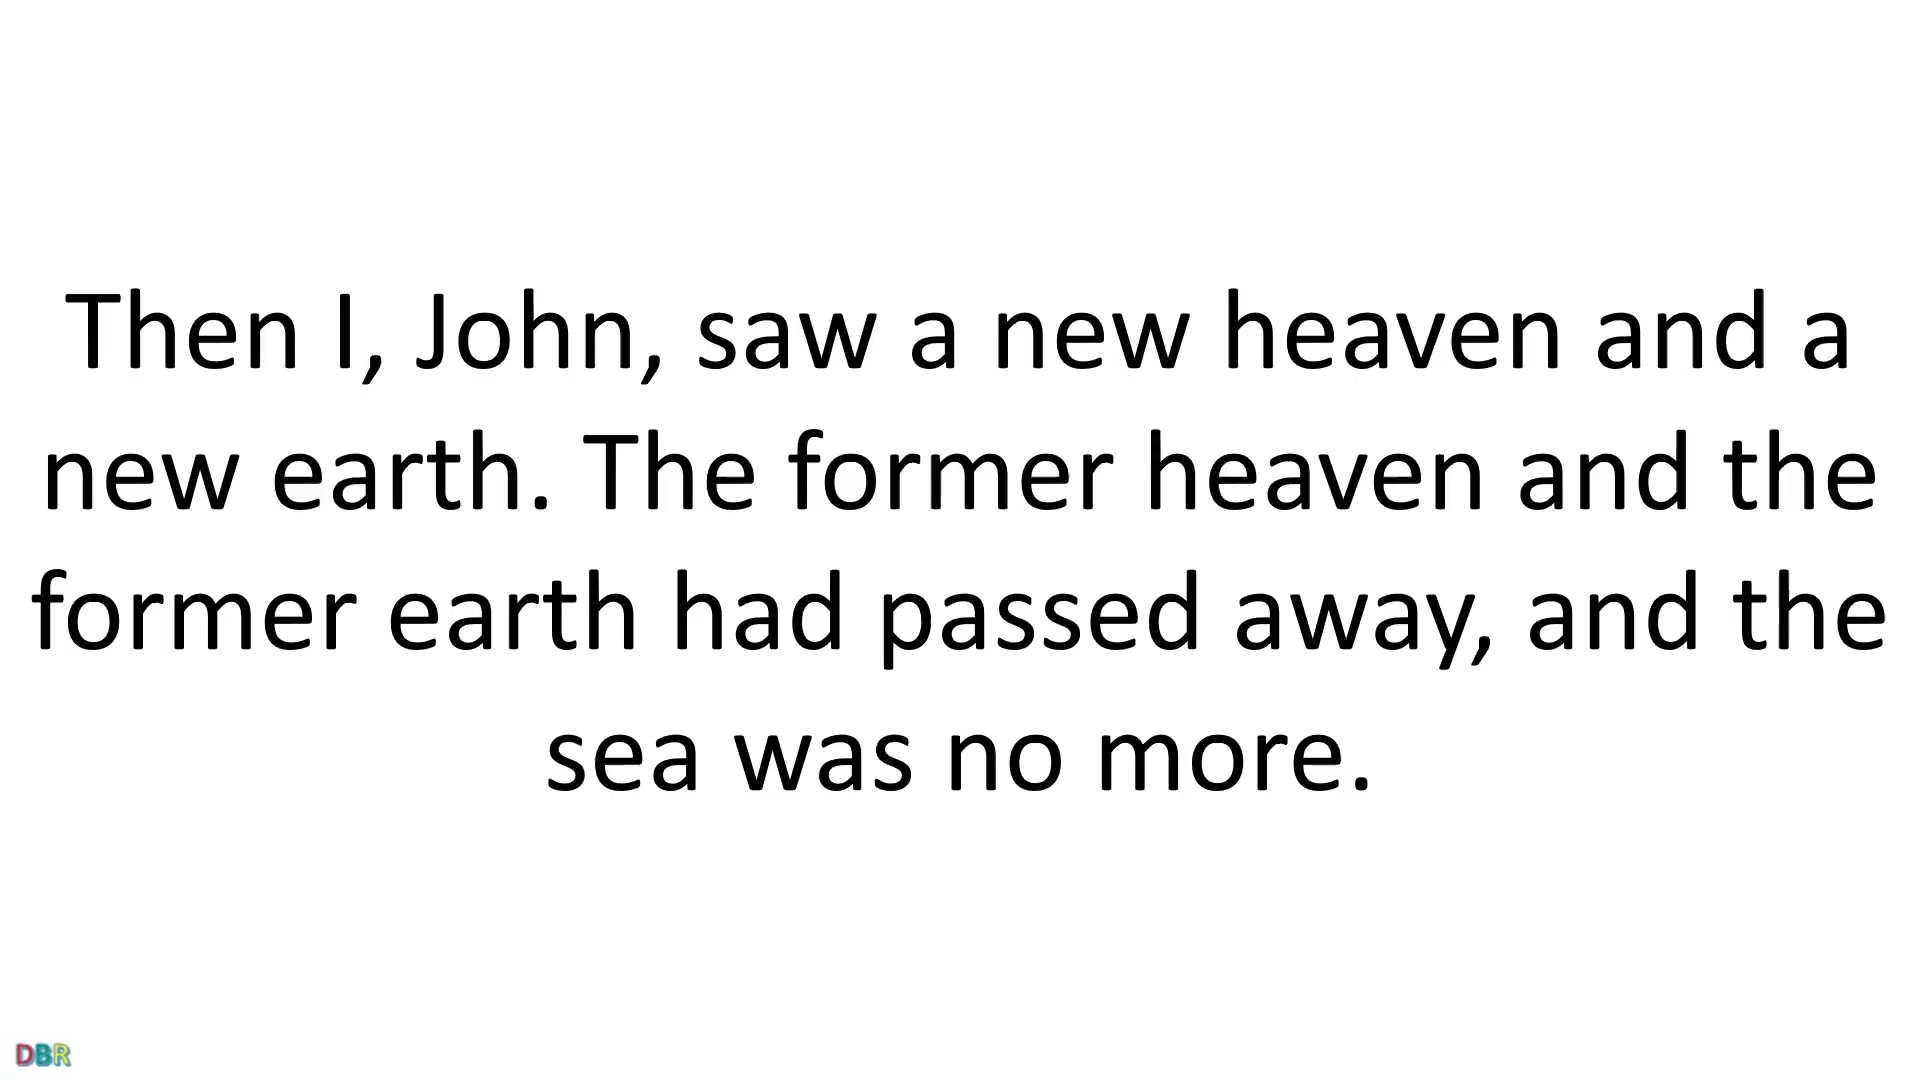 Then I, John, saw a new heaven and a
new earth. The former heaven and the
former earth had passed away, and the
sea was no more.
DBR